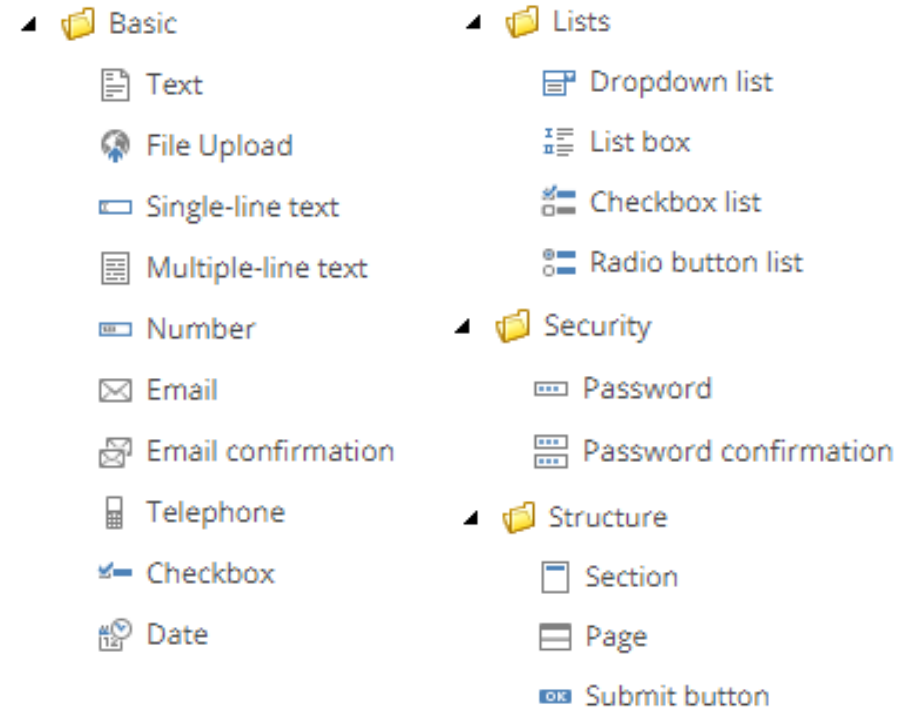 Basic
Text
File Upload
Single-line text
Multiple-line text
Number
Email
Email confirmation
Telephone
Checkbox
Date
Lists
Dropdown list
List box
Checkbox list
Radio button list
Security
Password
Password confirmation
Structure
Section
Page
OK Submit button